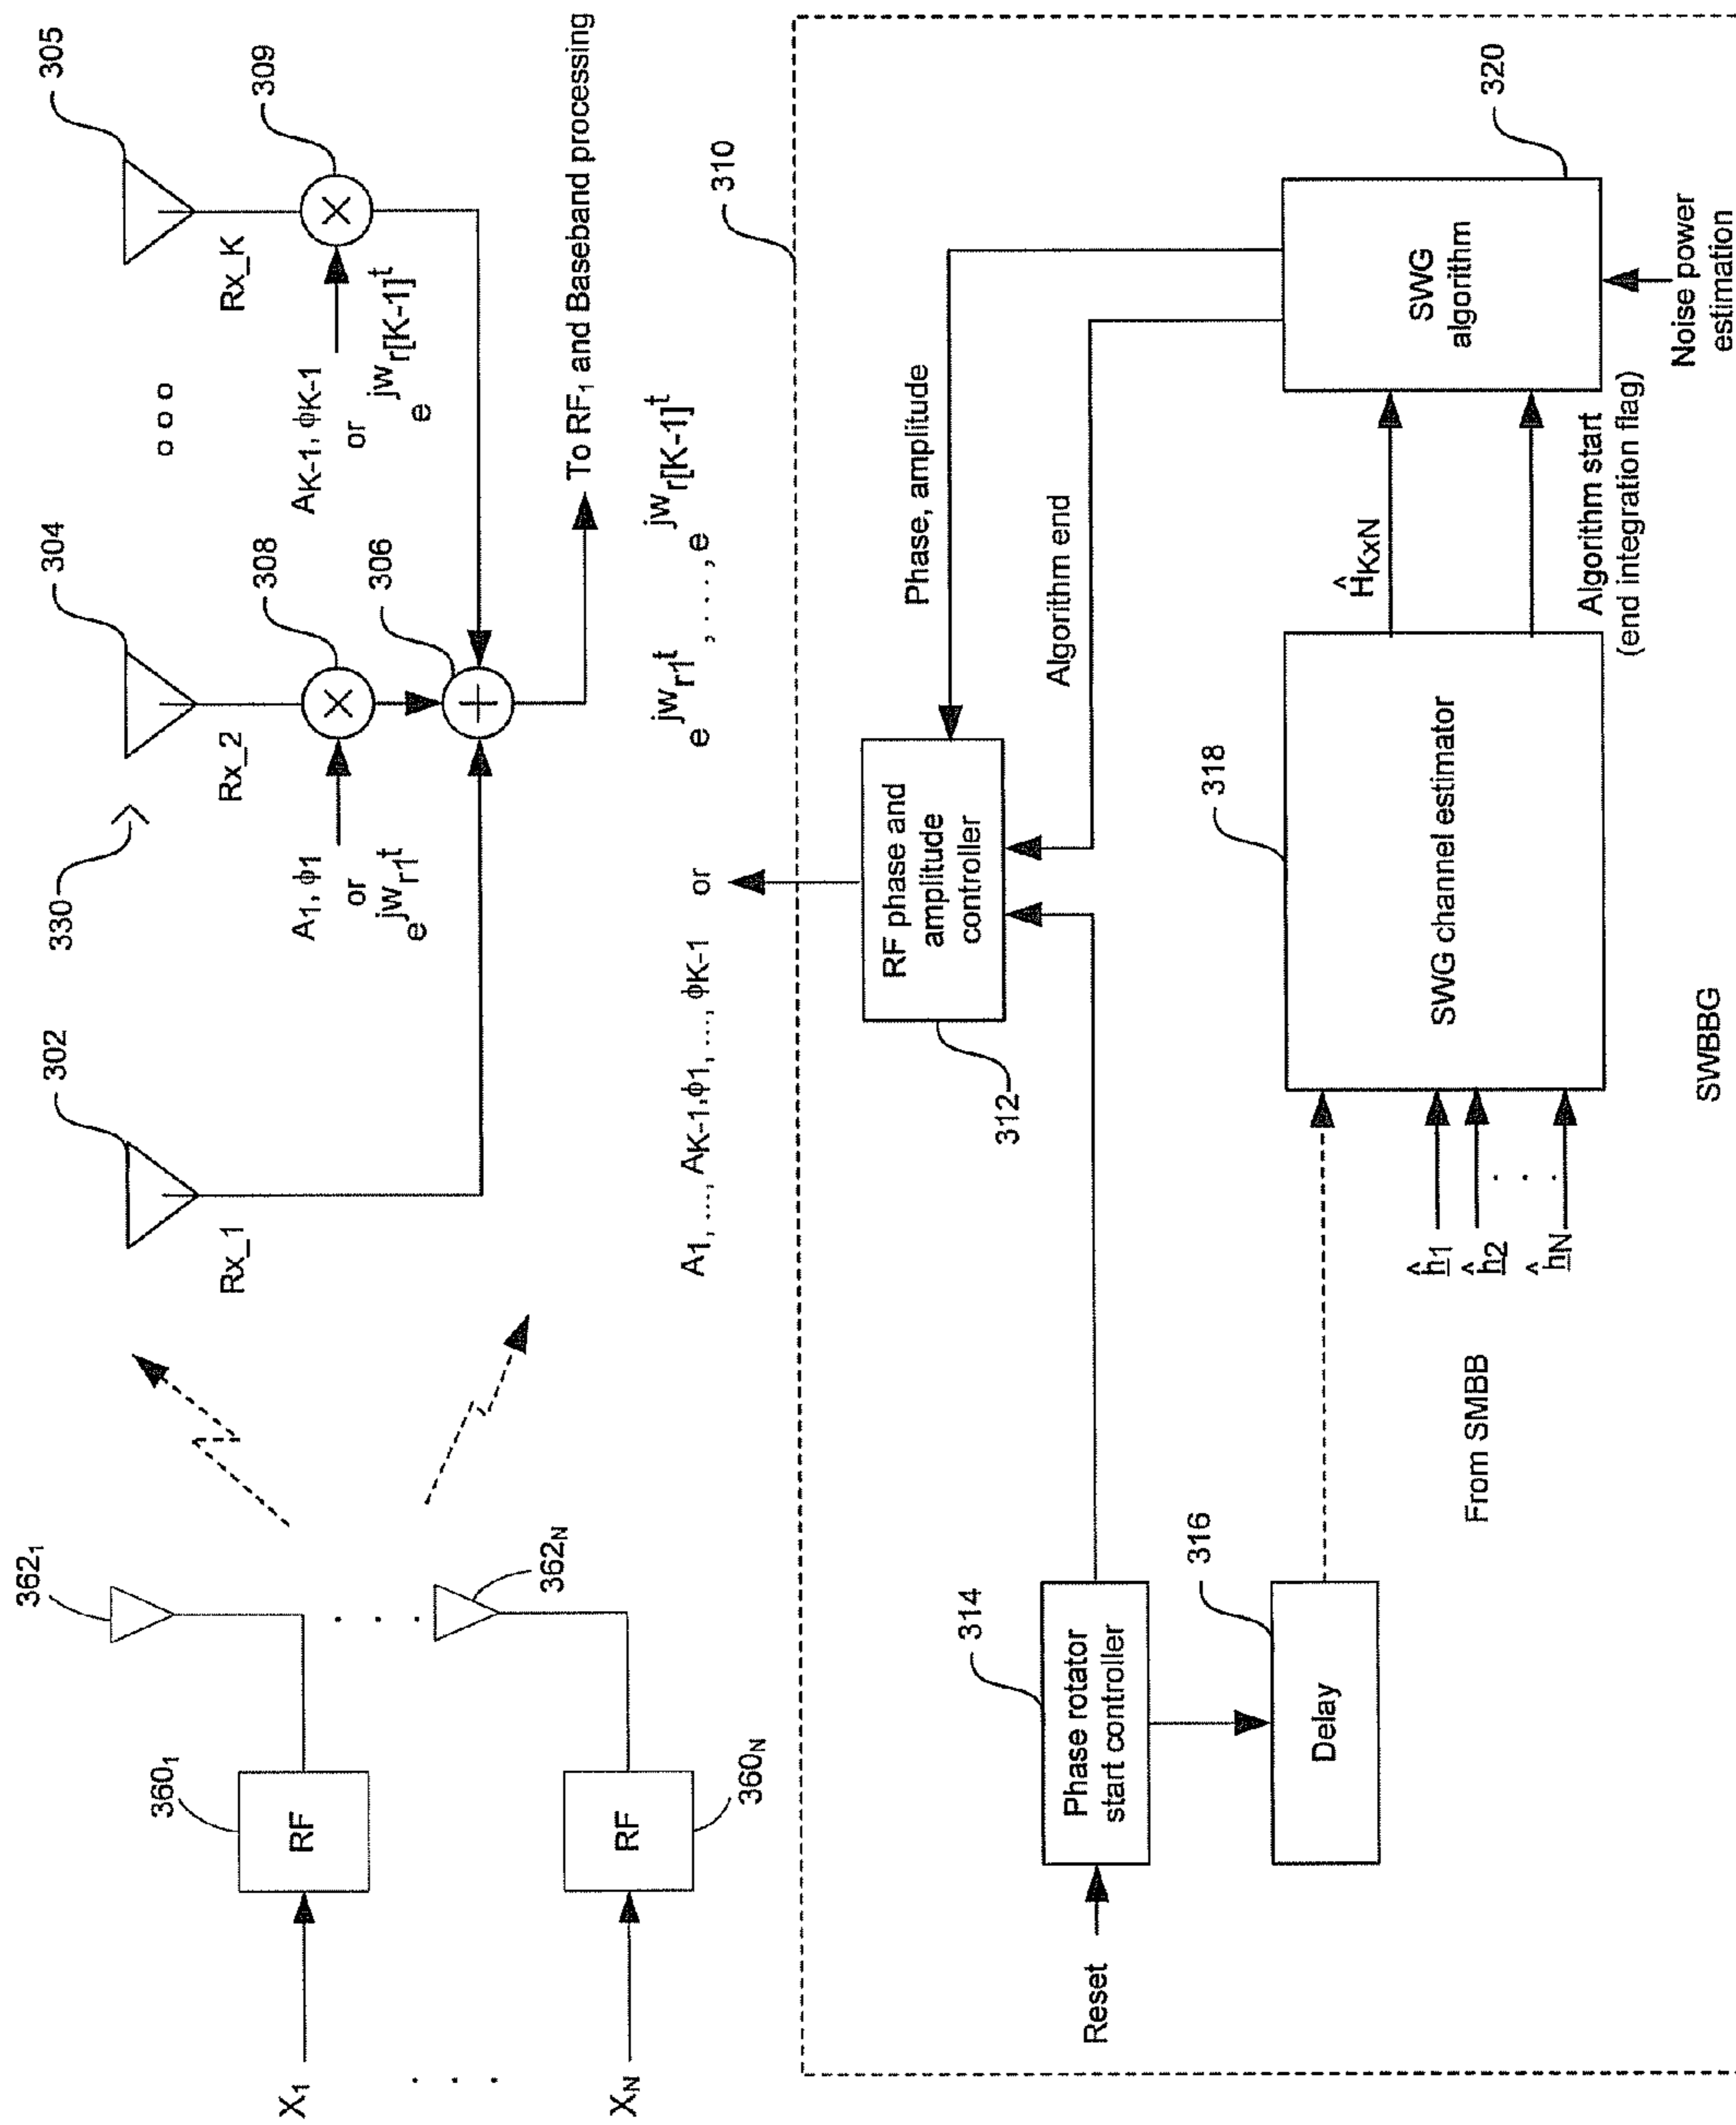 305
309
304
308
306
330
302
Rx_K
Rx_2
Rx_1
AK-1, ϕK-1
or
e^jwr[K-1]t
A1, ϕ1
or
e^jwr1t
To RF1 and Baseband processing
3621
362N
3601
360N
RF
RF
X1
XN
A1, ..., AK-1,ϕ1, ..., ϕK-1 or e^jwr1t, ...., e^jwr[K-1]t
310
Phase, amplitude
Algorithm end
RF phase and
amplitude
controller
312
320
SWG
algorithm
Noise power
estimation
ĤKxN
Algorithm start
(end integration flag)
318
SWG channel estimator
ĥ1
ĥ2
ĥN
From SMBB
314
Phase rotator
start controller
Reset
316
Delay
SWBBG